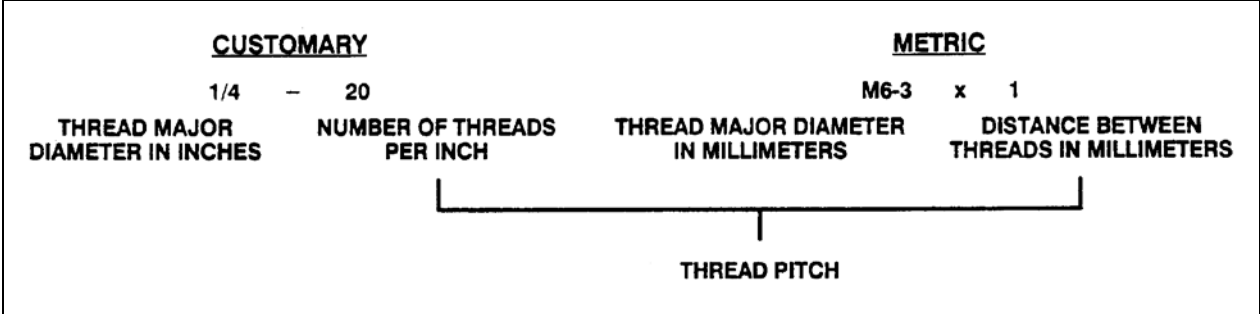 CUSTOMARY
METRIC
1/4 – 20
M6-3 x 1
THREAD MAJOR
DIAMETER IN INCHES
NUMBER OF THREADS
PER INCH
THREAD MAJOR DIAMETER
IN MILLIMETERS
DISTANCE BETWEEN
THREADS IN MILLIMETERS
THREAD PITCH